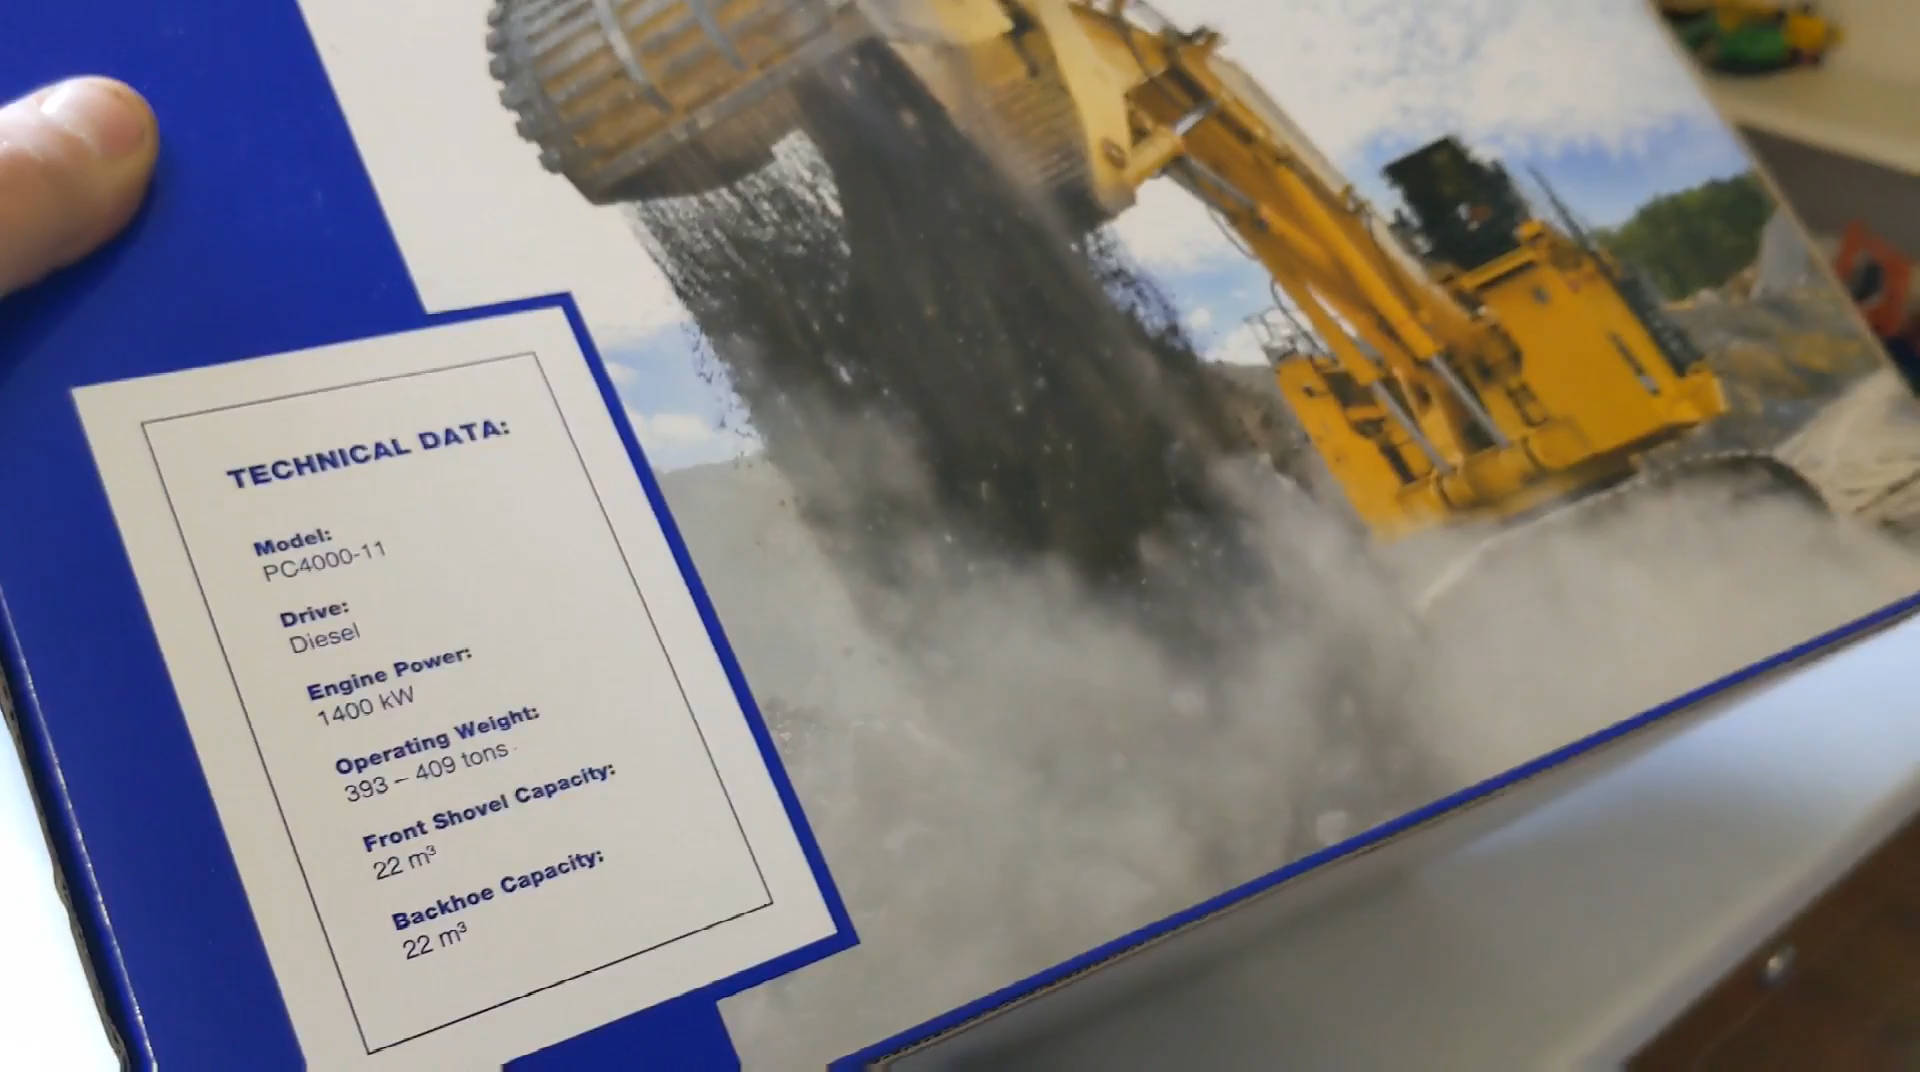 TECHNICAL DATA:
Model:
PC4000-11
Drive:
Diesel
Engine Power:
1400 kW
Operating Weight:
393 – 409 tons
Front Shovel Capacity:
22 m³
Backhoe Capacity:
22 m³